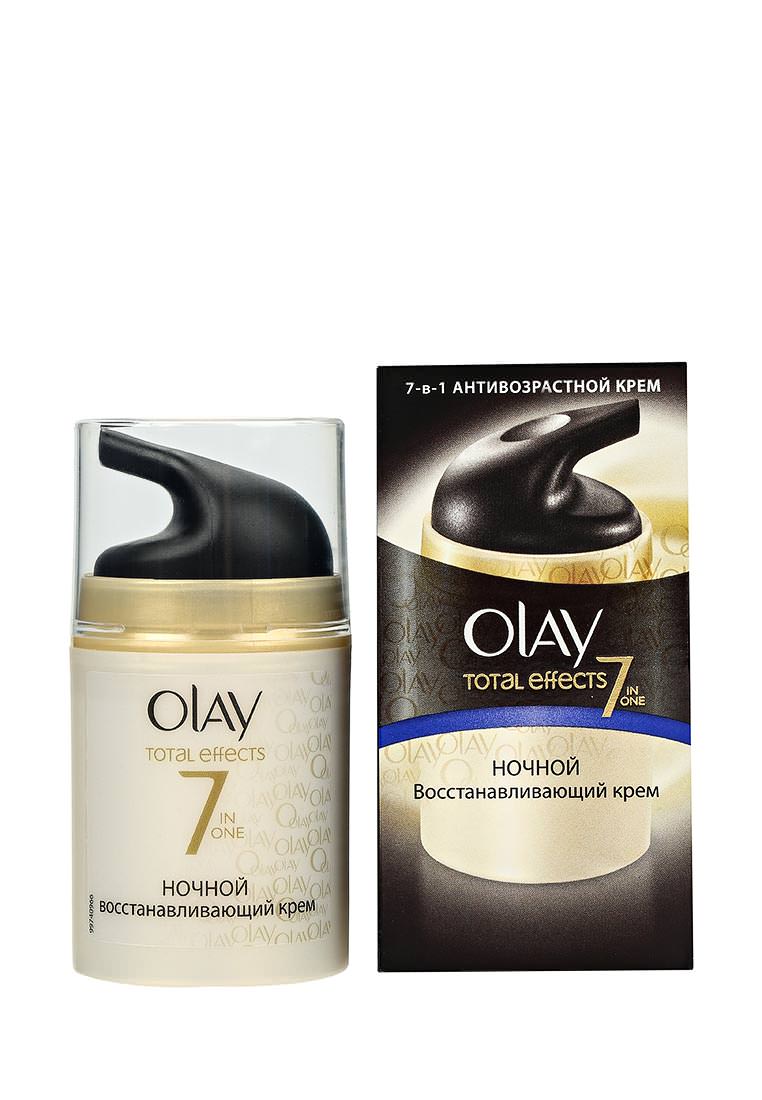 OLAY
TOTAL effects
7 IN ONE
НОЧНОЙ
восстанавливающий крем
99740966
7-в-1 АНТИВОЗРАСТНОЙ КРЕМ
OLAY
TOTAL effects 7 IN ONE
НОЧНОЙ
Восстанавливающий крем